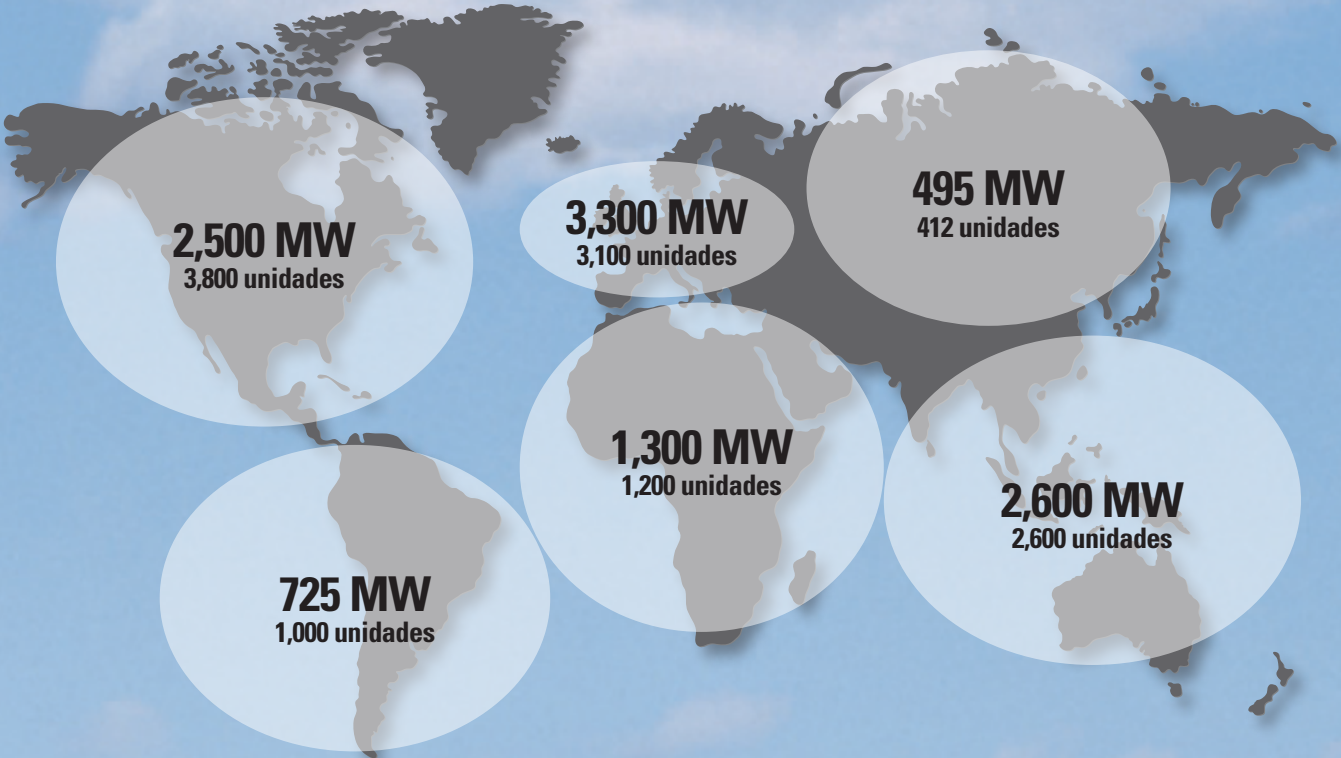 2,500 MW
3,800 unidades
3,300 MW
3,100 unidades
495 MW
412 unidades
1,300 MW
1,200 unidades
2,600 MW
2,600 unidades
725 MW
1,000 unidades